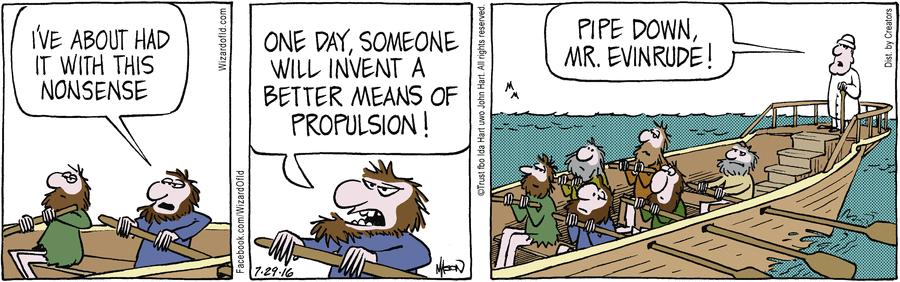 I'VE ABOUT HAD
IT WITH THIS
NONSENSE
Wizardofid.com
ONE DAY, SOMEONE
WILL INVENT A
BETTER MEANS OF
PROPULSION!
Facebook.com/WizardOfId
7-29-16
MASON
PIPE DOWN,
MR. EVINRUDE!
©Trust fbo Ida Hart uwo John Hart. All rights reserved.
Dist. by Creators